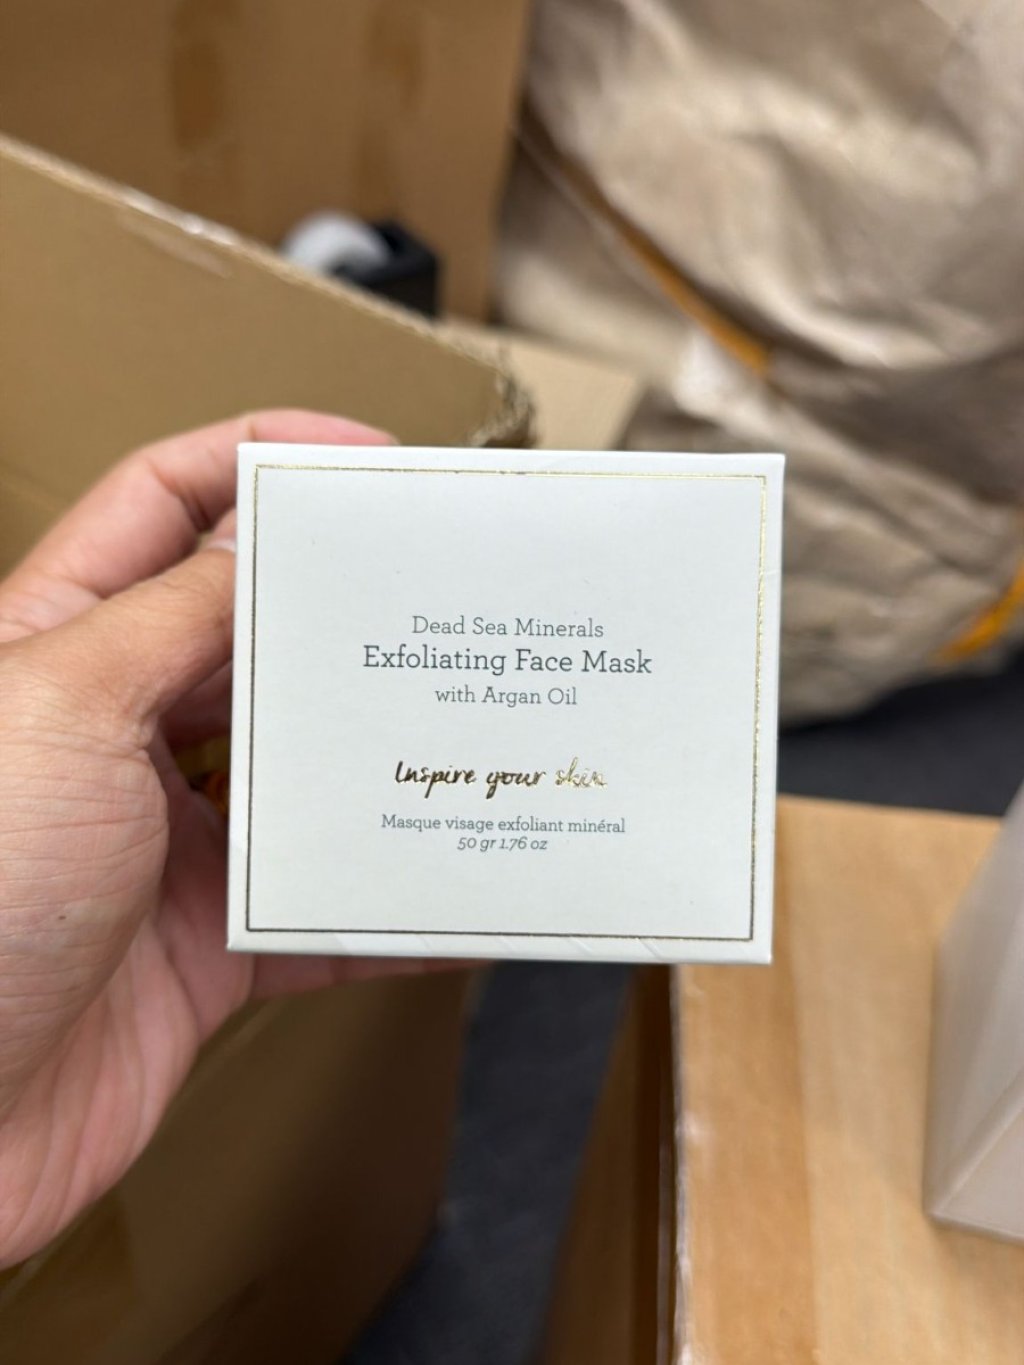 Dead Sea Minerals
Exfoliating Face Mask
with Argan Oil
Inspire your skin
Masque visage exfoliant minéral
50 gr 1.76 oz